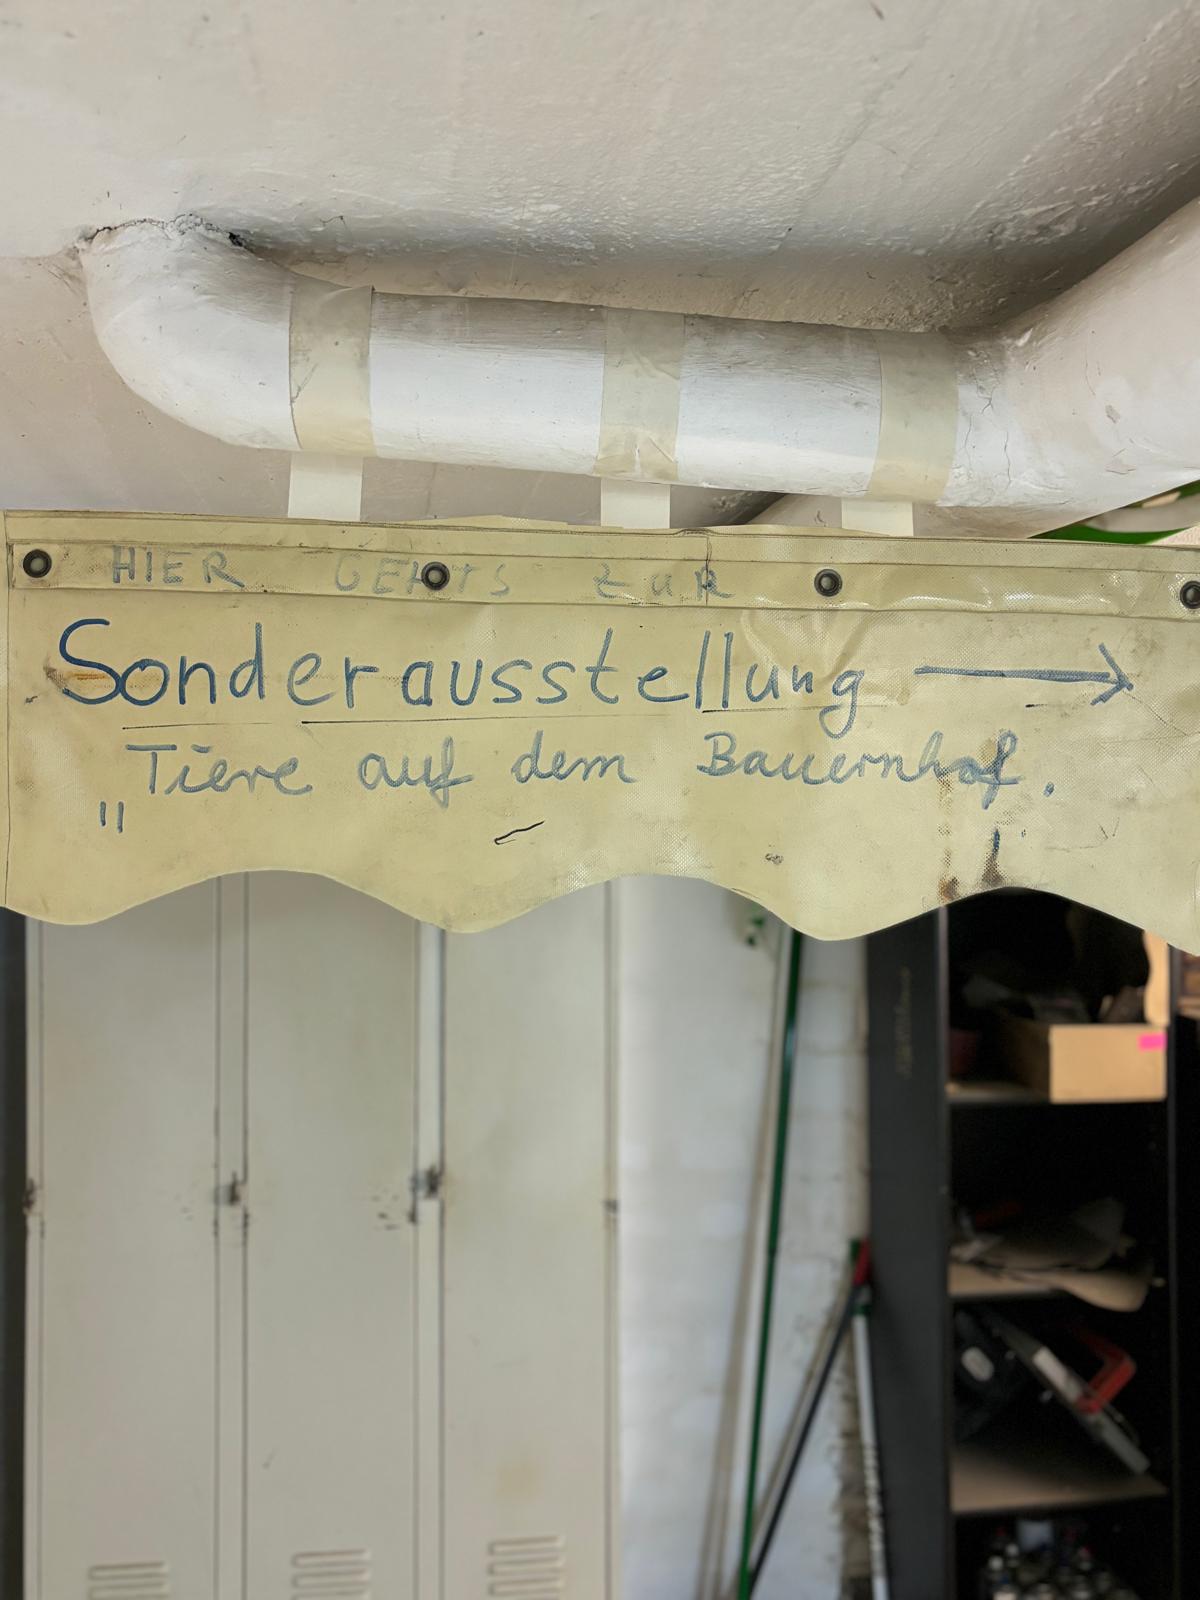 HIER GEHTS ZUR
Sonderausstellung →
„Tiere auf dem Bauernhof.